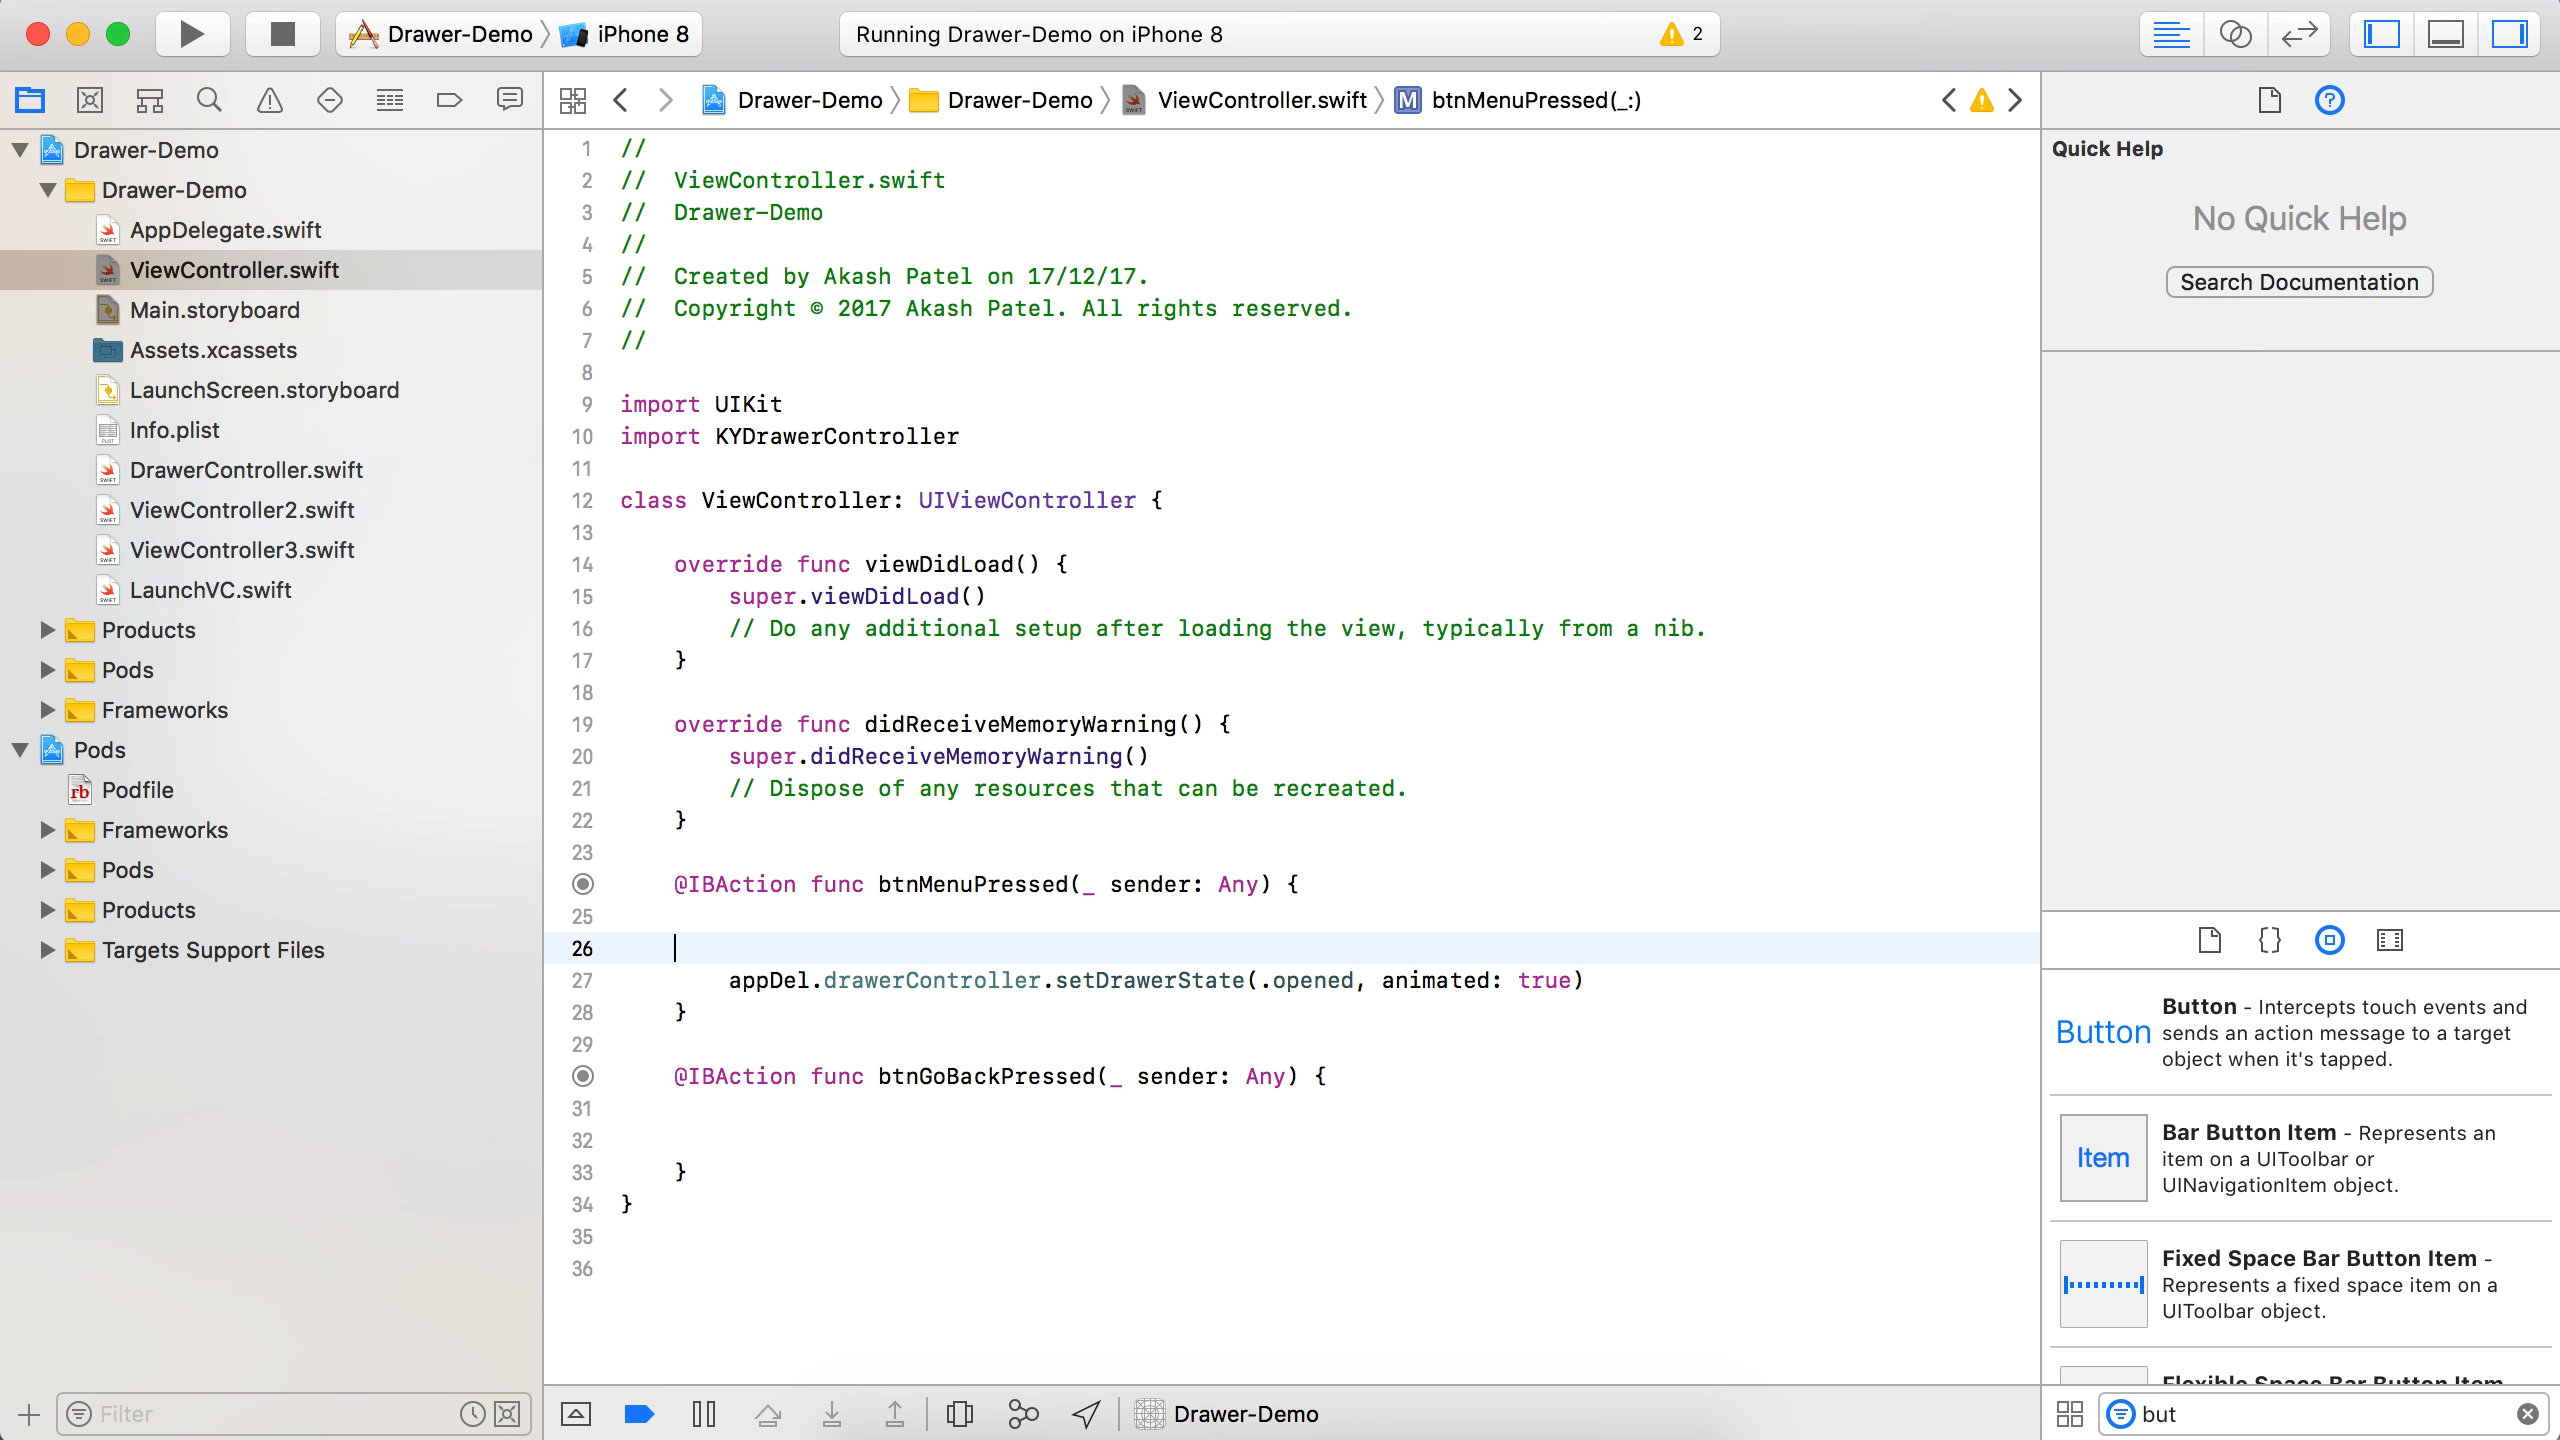 Drawer-Demo
iPhone 8
Running Drawer-Demo on iPhone 8
2
Drawer-Demo
Drawer-Demo
AppDelegate.swift
ViewController.swift
Main.storyboard
Assets.xcassets
LaunchScreen.storyboard
Info.plist
DrawerController.swift
ViewController2.swift
ViewController3.swift
LaunchVC.swift
Products
Pods
Frameworks
Pods
rb Podfile
Frameworks
Pods
Products
Targets Support Files
Filter
Drawer-Demo
Drawer-Demo
ViewController.swift
M btnMenuPressed(_:)
1 //
2 //  ViewController.swift
3 //  Drawer-Demo
4 //
5 //  Created by Akash Patel on 17/12/17.
6 //  Copyright © 2017 Akash Patel. All rights reserved.
7 //
8
9 import UIKit
10 import KYDrawerController
11
12 class ViewController: UIViewController {
13
14     override func viewDidLoad() {
15         super.viewDidLoad()
16         // Do any additional setup after loading the view, typically from a nib.
17     }
18
19     override func didReceiveMemoryWarning() {
20         super.didReceiveMemoryWarning()
21         // Dispose of any resources that can be recreated.
22     }
23
    @IBAction func btnMenuPressed(_ sender: Any) {
25
26
27         appDel.drawerController.setDrawerState(.opened, animated: true)
28     }
29
    @IBAction func btnGoBackPressed(_ sender: Any) {
31
32
33     }
34 }
35
36
Drawer-Demo
Quick Help
No Quick Help
Search Documentation
{}
Button
Button - Intercepts touch events and
sends an action message to a target
object when it's tapped.
Item
Bar Button Item - Represents an
item on a UIToolbar or
UINavigationItem object.
Fixed Space Bar Button Item -
Represents a fixed space item on a
UIToolbar object.
Flexible Space Bar Button Item
but